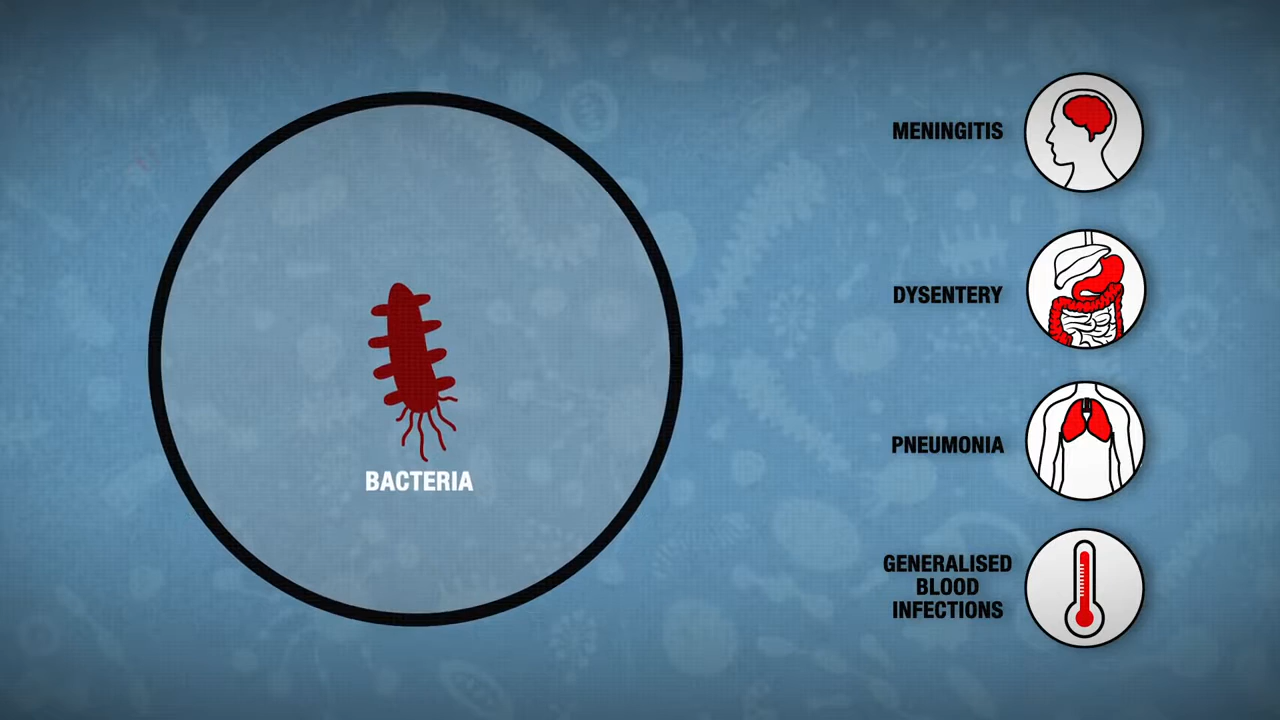 MENINGITIS
DYSENTERY
PNEUMONIA
BACTERIA
GENERALISED
BLOOD
INFECTIONS